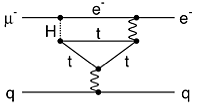 μ⁻ e⁻ e⁻
H t
t t
q q